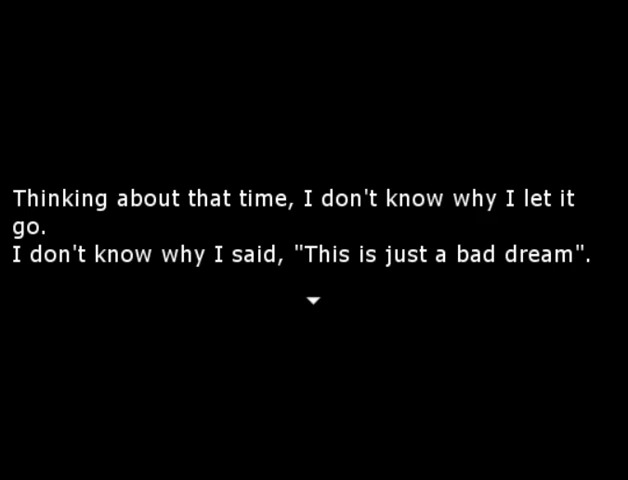 Thinking about that time, I don't know why I let it
go.
I don't know why I said, "This is just a bad dream".